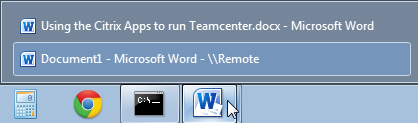 Using the Citrix Apps to run Teamcenter.docx - Microsoft Word
Document1 - Microsoft Word - \\Remote
C:\.
W